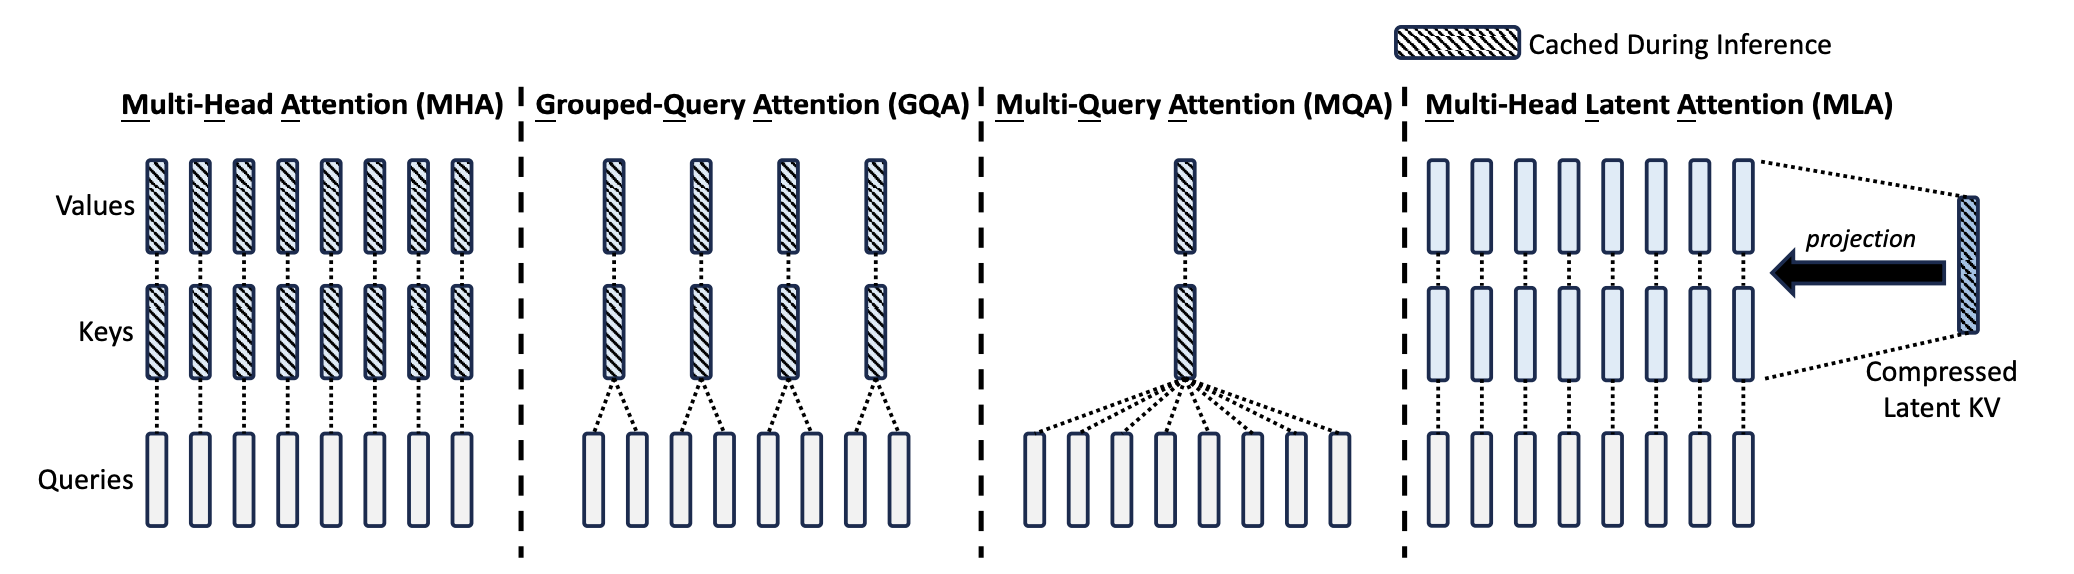 Cached During Inference
Multi-Head Attention (MHA)
Grouped-Query Attention (GQA)
Multi-Query Attention (MQA)
Multi-Head Latent Attention (MLA)
Values
Keys
Queries
projection
Compressed
Latent KV